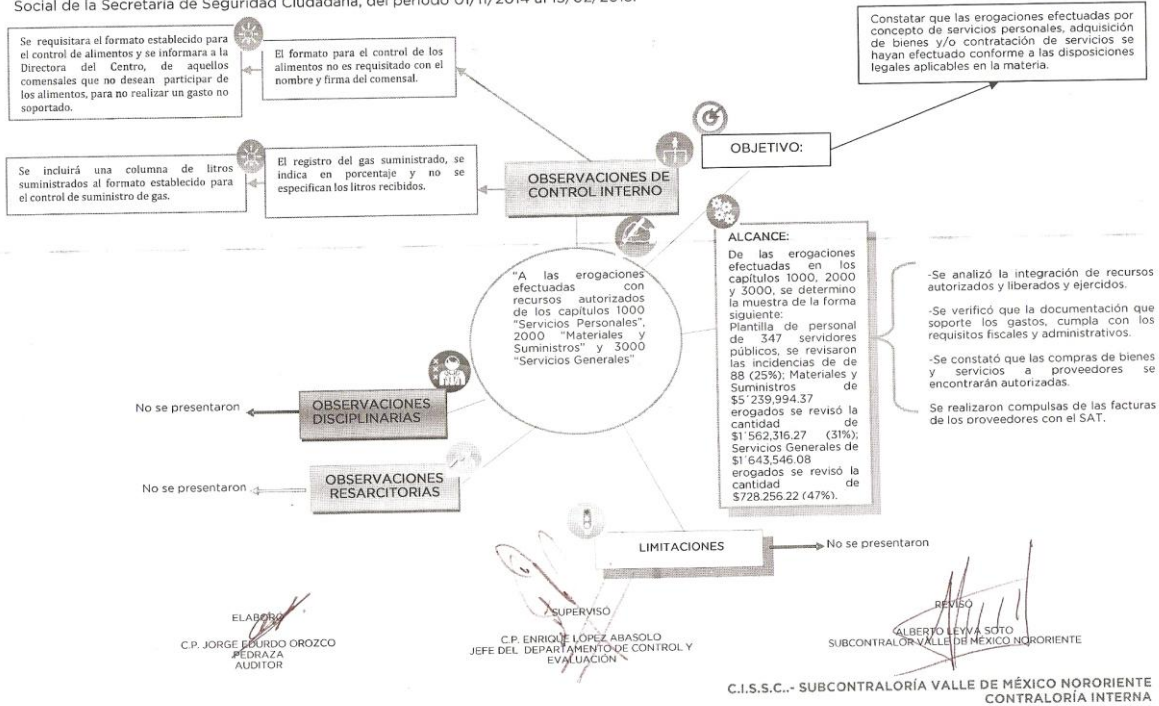 Social de la Secretaría de Seguridad Ciudadana, del periodo 01/11/2014 al 15/02/2015.
Se requisitara el formato establecido para
el control de alimentos y se informara a la
Directora del Centro, de aquellos
comensales que no desean participar de
los alimentos, para no realizar un gasto no
soportado.
El formato para el control de los
alimentos no es requisitado con el
nombre y firma del comensal.
Constatar que las erogaciones efectuadas por
concepto de servicios personales, adquisición
de bienes y/o contratación de servicios se
hayan efectuado conforme a las disposiciones
legales aplicables en la materia.
OBJETIVO:
Se incluirá una columna de litros
suministrados al formato establecido para
el control de suministro de gas.
El registro del gas suministrado, se
indica en porcentaje y no se
especifican los litros recibidos.
OBSERVACIONES DE
CONTROL INTERNO
"A las erogaciones
efectuadas con
recursos autorizados
de los capítulos 1000
"Servicios Personales",
2000 "Materiales y
Suministros" y 3000
"Servicios Generales"
ALCANCE:
De las erogaciones
efectuadas en los
capítulos 1000, 2000
y 3000, se determino
la muestra de la forma
siguiente:
Plantilla de personal
de 347 servidores
públicos, se revisaron
las incidencias de de
88 (25%); Materiales y
Suministros de
$5´239,994.37
erogados se revisó la
cantidad de
$1´562,316.27 (31%);
Servicios Generales de
$1´643,546.08
erogados se revisó la
cantidad de
$728.256.22 (47%).
-Se analizó la integración de recursos
autorizados y liberados y ejercidos.
-Se verificó que la documentación que
soporte los gastos, cumpla con los
requisitos fiscales y administrativos.
-Se constató que las compras de bienes
y servicios a proveedores se
encontrarán autorizadas.
Se realizaron compulsas de las facturas
de los proveedores con el SAT.
No se presentaron
OBSERVACIONES
DISCIPLINARIAS
No se presentaron
OBSERVACIONES
RESARCITORIAS
LIMITACIONES
No se presentaron
ELABORÓ
C.P. JORGE EDURDO OROZCO
PEDRAZA
AUDITOR
SUPERVISÓ
C.P. ENRIQUE LÓPEZ ABASOLO
JEFE DEL DEPARTAMENTO DE CONTROL Y
EVALUACIÓN
REVISÓ
ALBERTO LEYVA SOTO
SUBCONTRALOR VALLE DE MÉXICO NORORIENTE
C.I.S.S.C..- SUBCONTRALORÍA VALLE DE MÉXICO NORORIENTE
CONTRALORÍA INTERNA